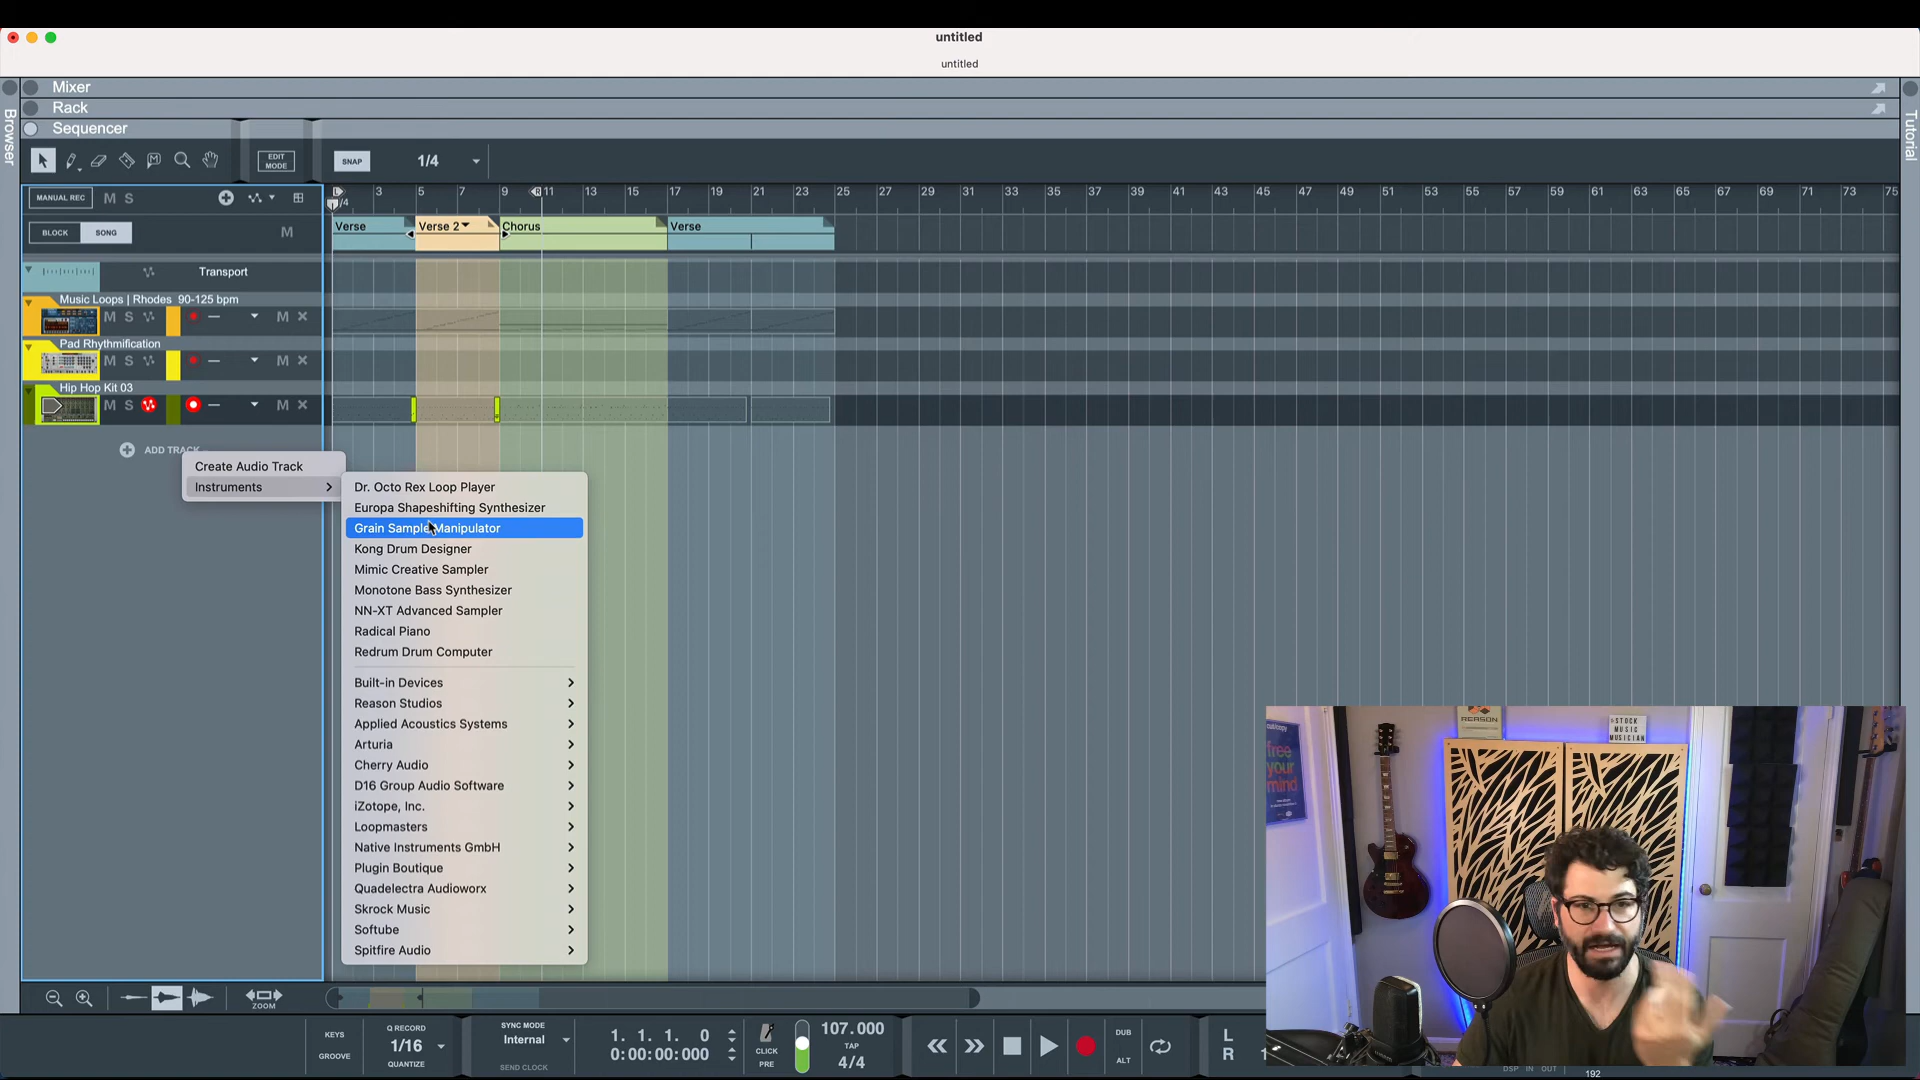 untitled
untitled
Mixer
Rack
Sequencer
Browser
Tutorial
EDIT
MODE
SNAP
1/4
MANUAL REC
M S
3 5 7 9 11 13 15 17 19 21 23 25 27 29 31 33 35 37 39 41 43 45 47 49 51 53 55 57 59 61 63 65 67 69 71 73 75
/4
BLOCK
SONG
M
Verse
Verse 2
Chorus
Verse
Transport
Music Loops | Rhodes 90-125 bpm
M S
M
Pad Rhythmification
M S
M
Hip Hop Kit 03
M S
M
ADD TRACK
Create Audio Track
Instruments
Dr. Octo Rex Loop Player
Europa Shapeshifting Synthesizer
Grain Sample Manipulator
Kong Drum Designer
Mimic Creative Sampler
Monotone Bass Synthesizer
NN-XT Advanced Sampler
Radical Piano
Redrum Drum Computer
Built-in Devices
Reason Studios
Applied Acoustics Systems
Arturia
Cherry Audio
D16 Group Audio Software
iZotope, Inc.
Loopmasters
Native Instruments GmbH
Plugin Boutique
Quadelectra Audioworx
Skrock Music
Softube
Spitfire Audio
REASON
STOCK
MUSIC
MUSICIAN
free
your
mind
ZOOM
KEYS
GROOVE
Q RECORD
1/16
QUANTIZE
SYNC MODE
Internal
SEND CLOCK
1. 1. 1. 0
0:00:00:000
CLICK
PRE
107.000
TAP
4/4
DUB
ALT
L
R
DSP IN OUT
192